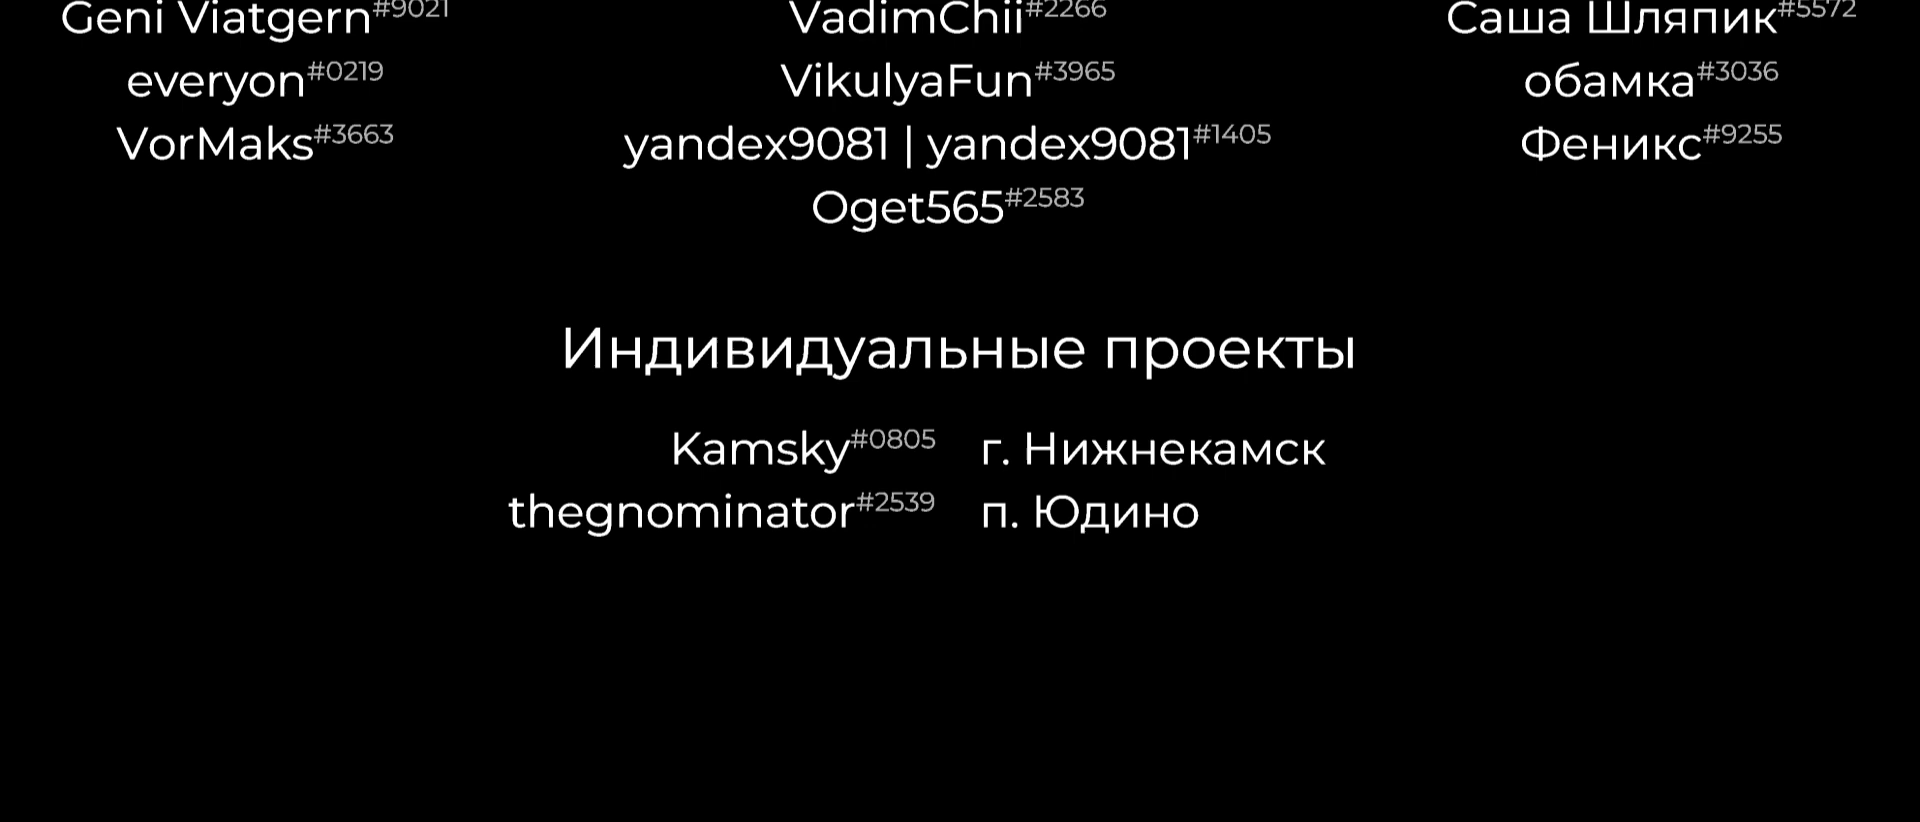 Geni Viatgern#9021 VadimChii#2266 Саша Шляпик#5572
everyon#0219 VikulyaFun#3965 обамка#3036
VorMaks#3663 yandex9081 | yandex9081#1405 Феникс#9255
Oget565#2583
Индивидуальные проекты
Kamsky#0805 г. Нижнекамск
thegnominator#2539 п. Юдино